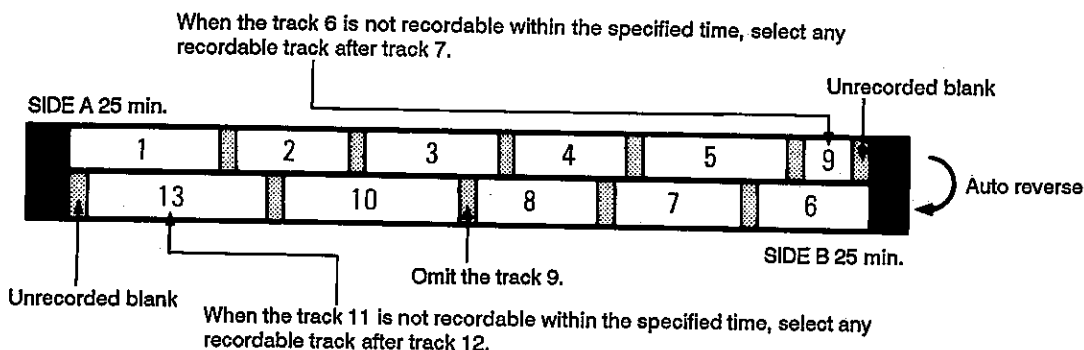 When the track 6 is not recordable within the specified time, select any
recordable track after track 7.
Unrecorded blank
SIDE A 25 min.
1 2 3 4 5 9
Auto reverse
13 10 8 7 6
SIDE B 25 min.
Omit the track 9.
Unrecorded blank
When the track 11 is not recordable within the specified time, select any
recordable track after track 12.